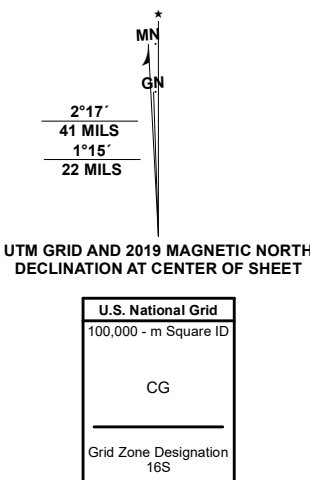 MN
GN
2°17´
41 MILS
1°15´
22 MILS
UTM GRID AND 2019 MAGNETIC NORTH
DECLINATION AT CENTER OF SHEET
U.S. National Grid
100,000 - m Square ID
CG
Grid Zone Designation
16S